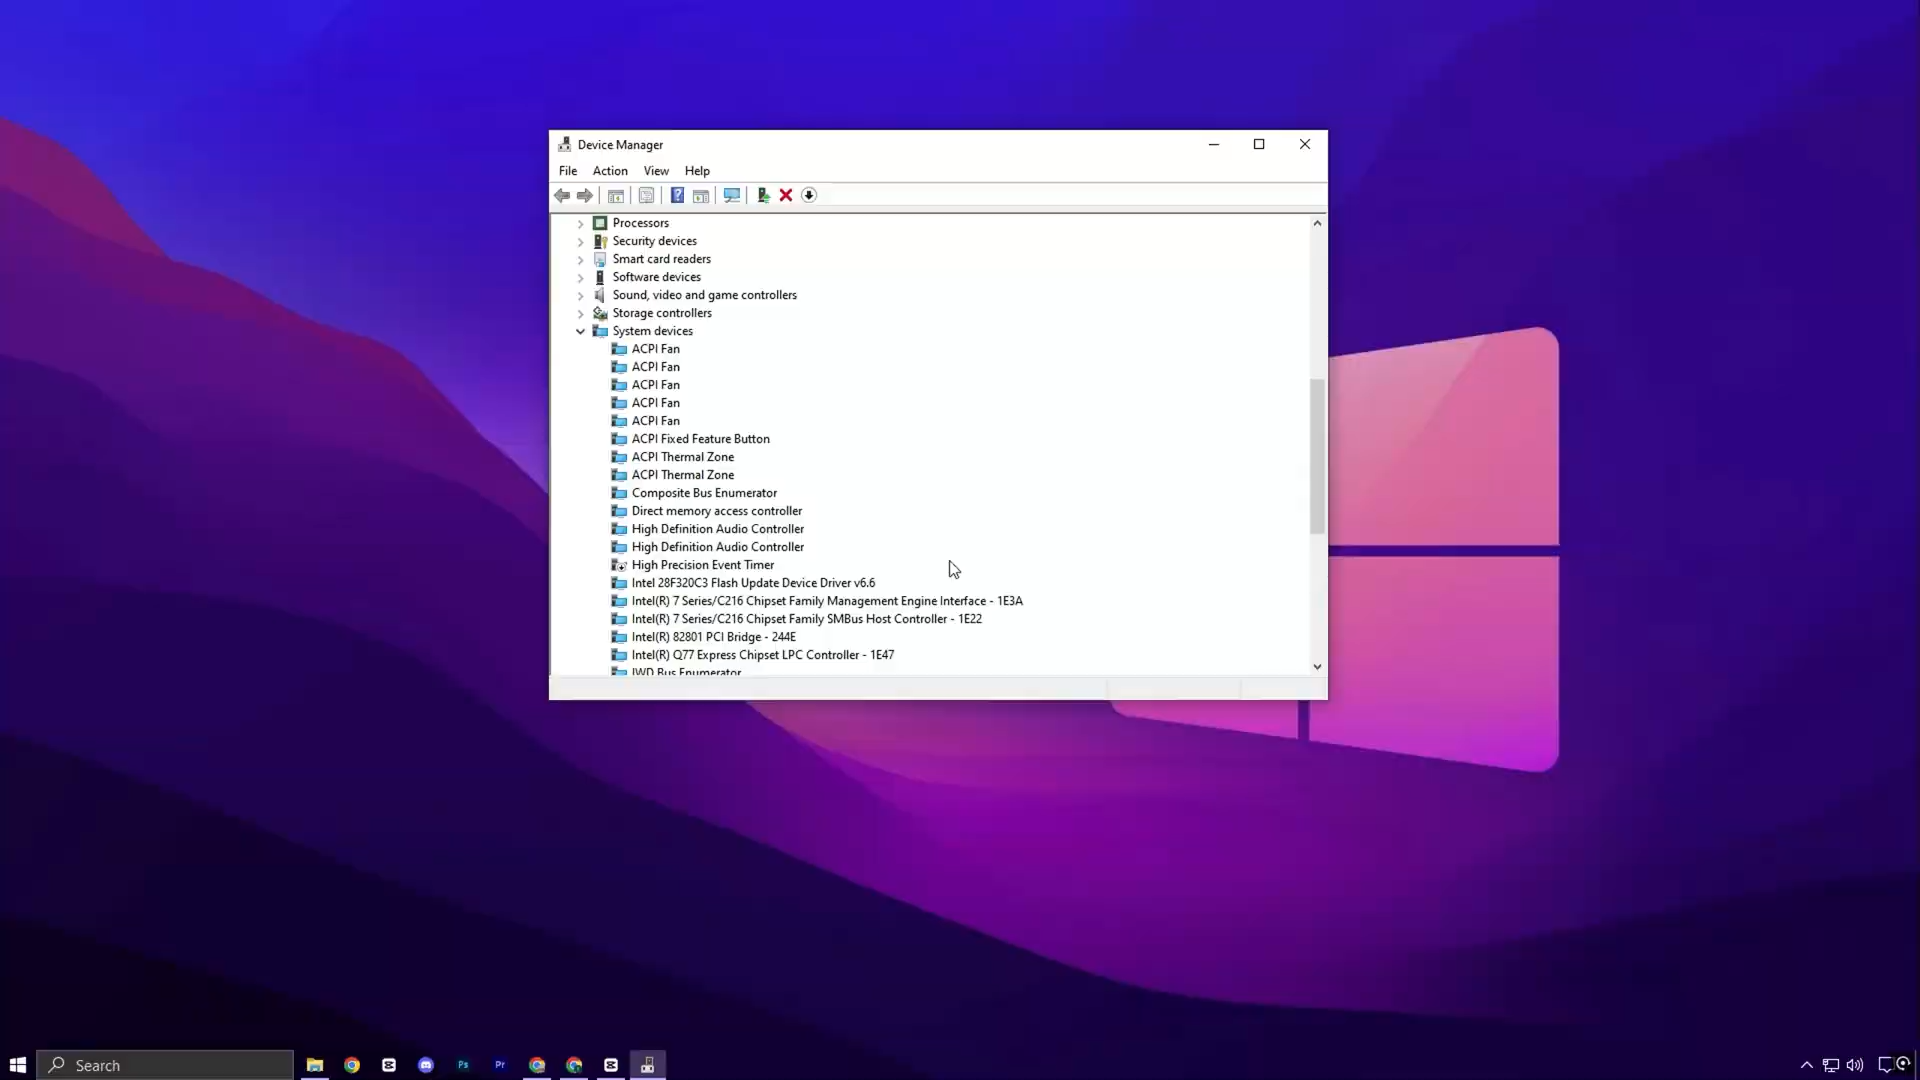 Device Manager
File Action View Help
Processors
Security devices
Smart card readers
Software devices
Sound, video and game controllers
Storage controllers
System devices
ACPI Fan
ACPI Fan
ACPI Fan
ACPI Fan
ACPI Fan
ACPI Fixed Feature Button
ACPI Thermal Zone
ACPI Thermal Zone
Composite Bus Enumerator
Direct memory access controller
High Definition Audio Controller
High Definition Audio Controller
High Precision Event Timer
Intel 28F320C3 Flash Update Device Driver v6.6
Intel(R) 7 Series/C216 Chipset Family Management Engine Interface - 1E3A
Intel(R) 7 Series/C216 Chipset Family SMBus Host Controller - 1E22
Intel(R) 82801 PCI Bridge - 244E
Intel(R) Q77 Express Chipset LPC Controller - 1E47
IWD Bus Enumerator
Search
Ps
Pr